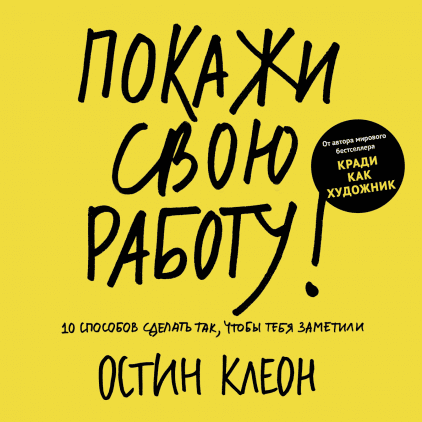 ПОКАЖИ
СВОЮ
РАБОТУ!
От автора мирового
бестселлера
КРАДИ
КАК
ХУДОЖНИК
10 СПОСОБОВ СДЕЛАТЬ ТАК, ЧТОБЫ ТЕБЯ ЗАМЕТИЛИ
ОСТИН КЛЕОН